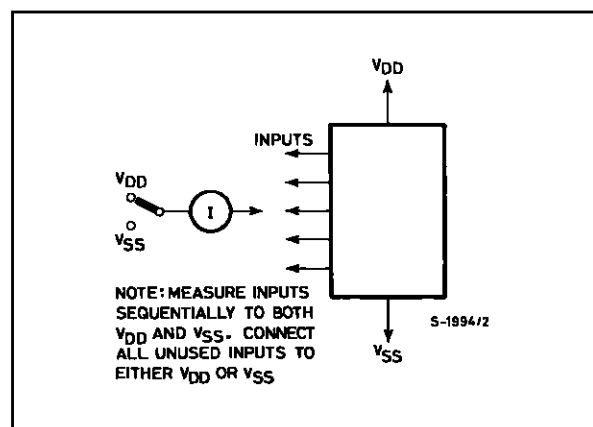 VDD
INPUTS
VDD
I
VSS
NOTE: MEASURE INPUTS
SEQUENTIALLY TO BOTH
VDD AND VSS. CONNECT
ALL UNUSED INPUTS TO
EITHER VDD OR VSS
S-1994/2
VSS